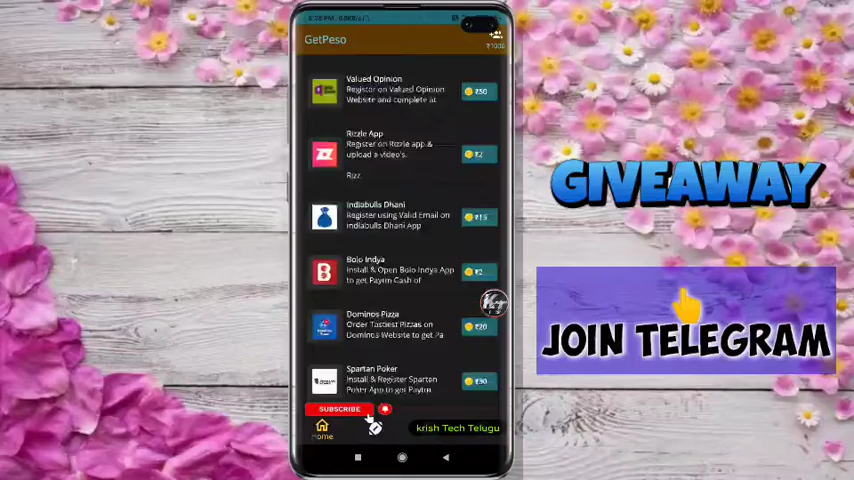 GetPeso
Valued Opinion
Register on Valued Opinion
Website and complete at
₹50
Rizzle App
Register on Rizzle app &
upload a video's.
Rizz
₹2
Indiabulls Dhani
Register using Valid Email on
Indiabulls Dhani App
₹15
Bolo Indya
Install & Open Bolo Indya App
to get Paytm Cash of
₹2
Dominos Pizza
Order Tastiest Pizzas on
Dominos Website to get Pa
₹20
Spartan Poker
Install & Register Spartan
Poker App to get Paytm
₹30
SUBSCRIBE
Home
krish Tech Telugu
GIVEAWAY
JOIN TELEGRAM